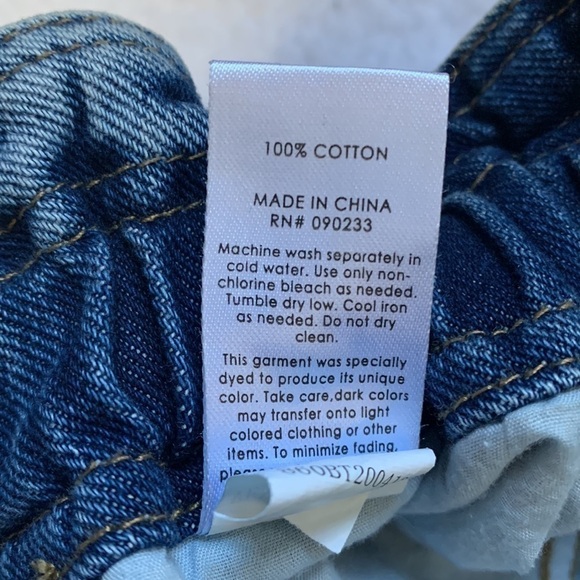 100% COTTON
MADE IN CHINA
RN# 090233
Machine wash separately in
cold water. Use only non-
chlorine bleach as needed.
Tumble dry low. Cool iron
as needed. Do not dry
clean.
This garment was specially
dyed to produce its unique
color. Take care,dark colors
may transfer onto light
colored clothing or other
items. To minimize fading,